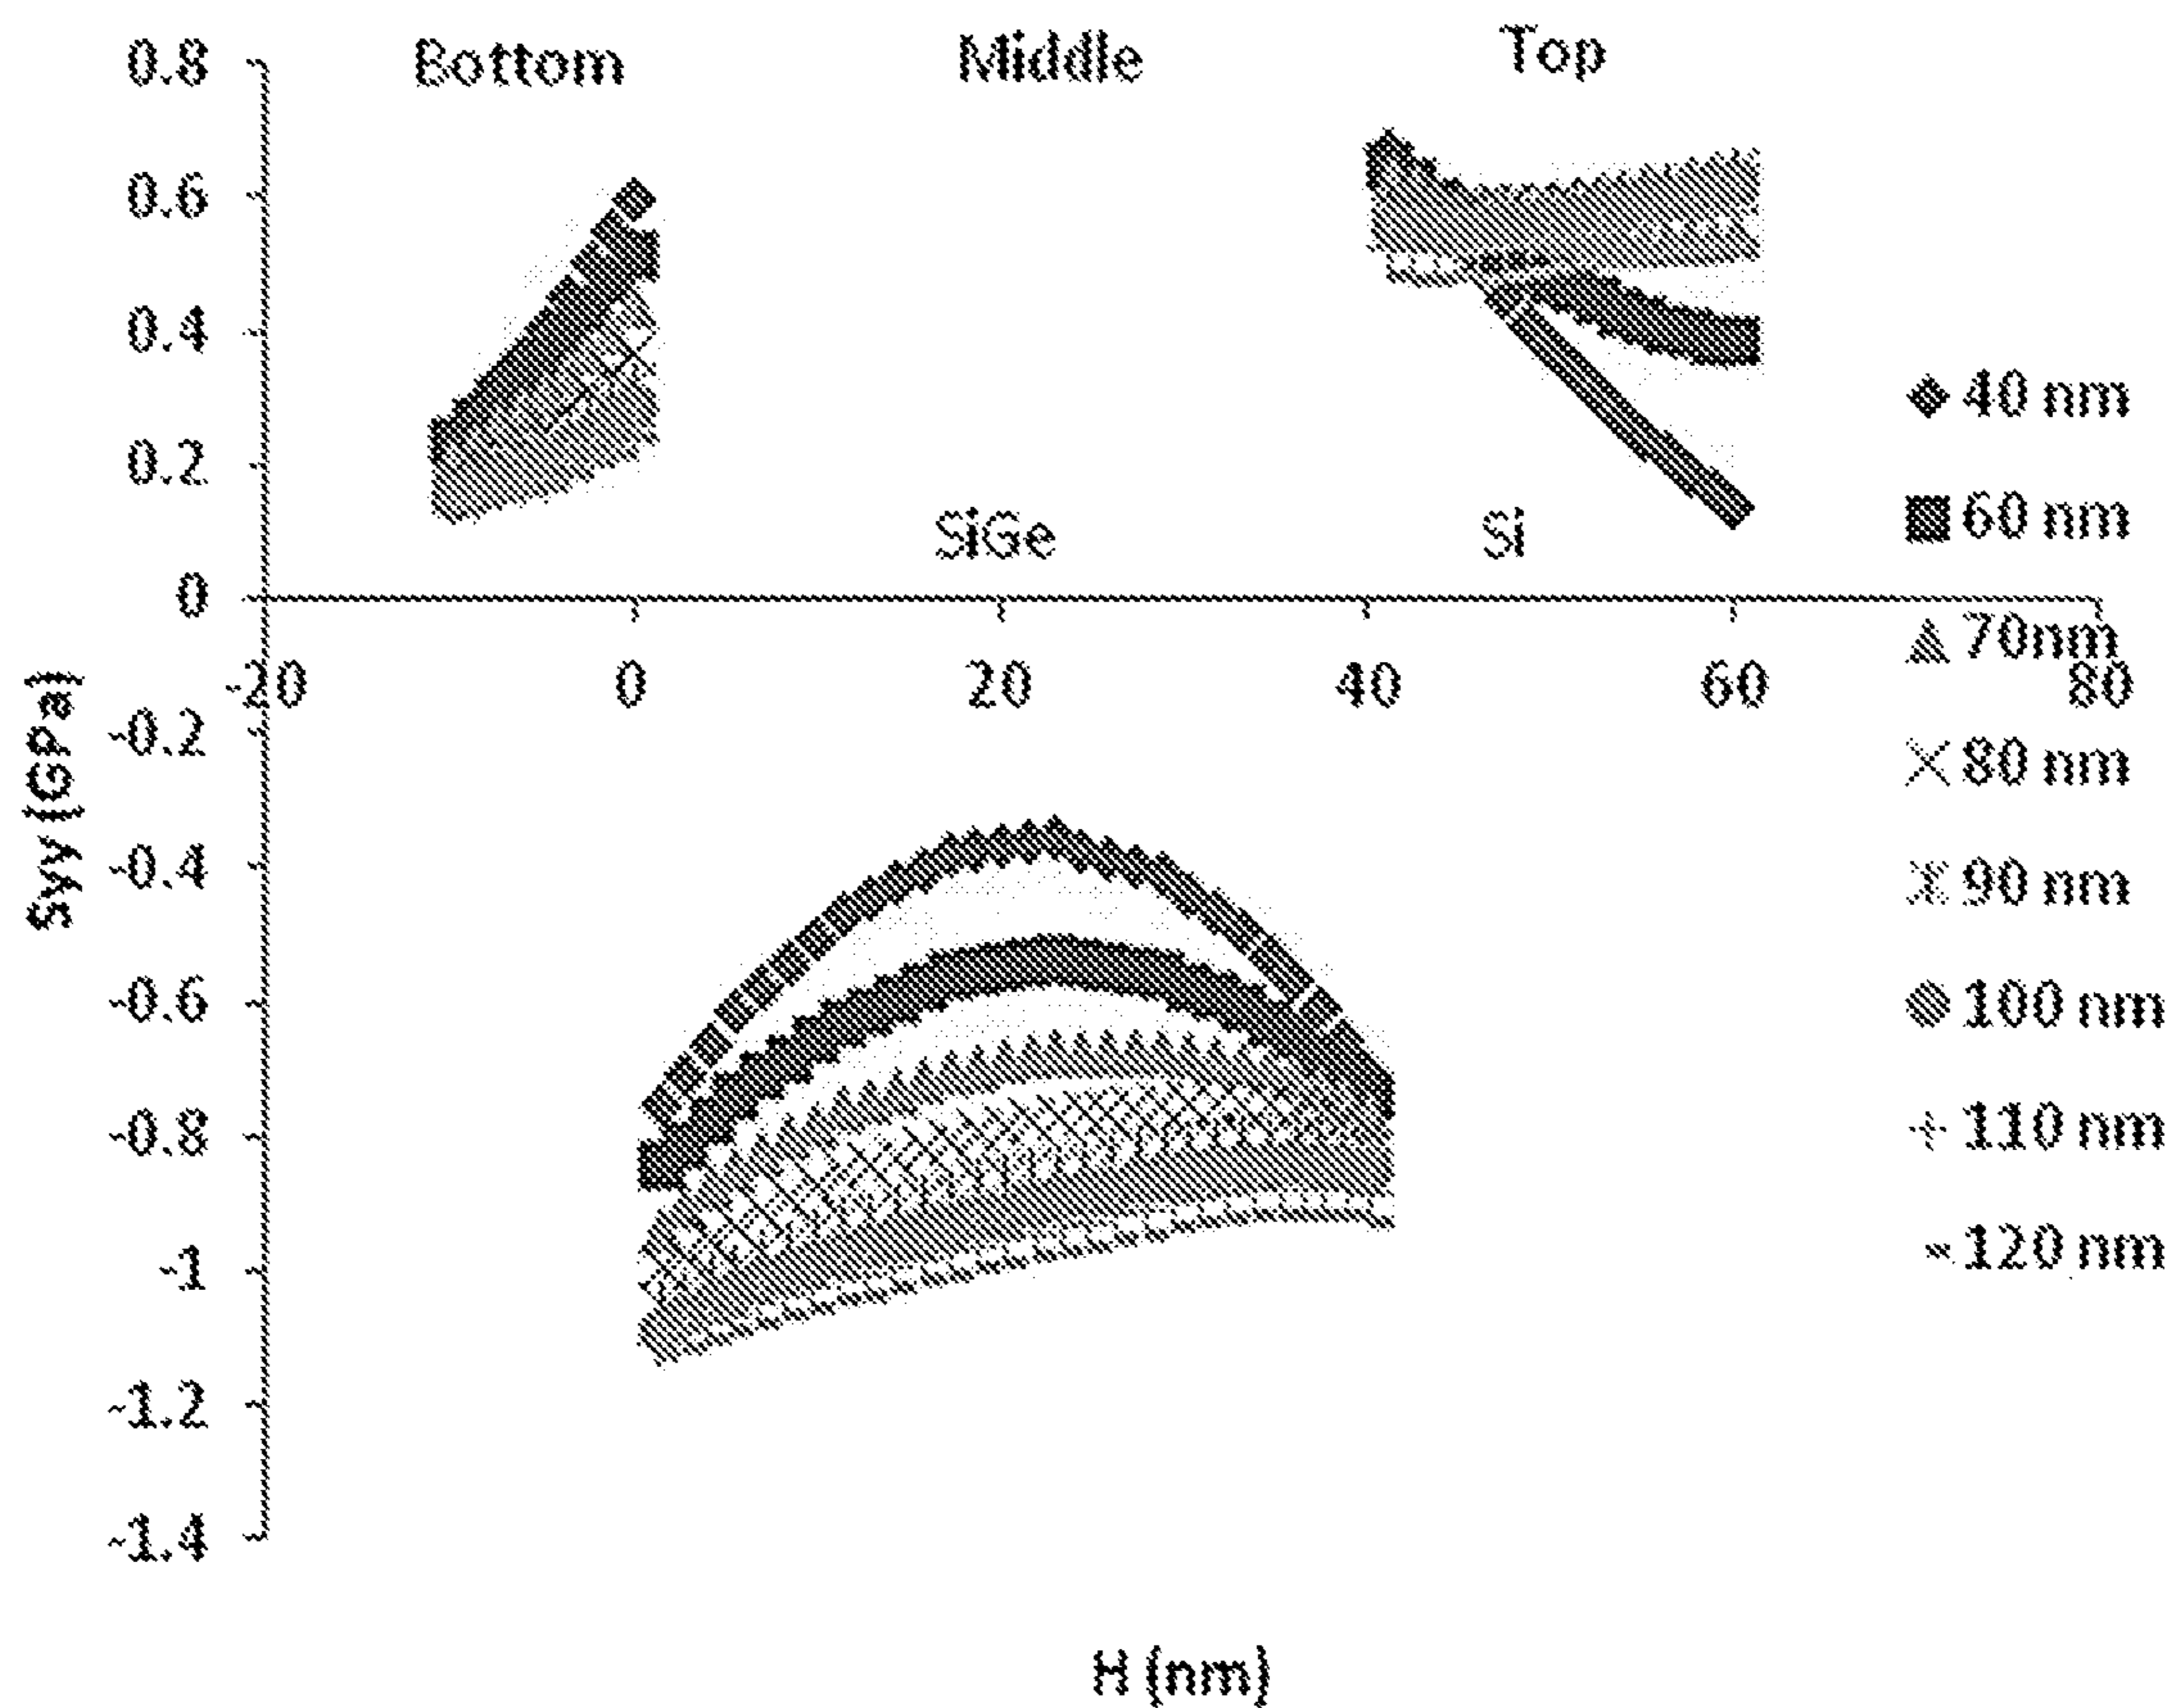 Bottom Middle Top
0.8
0.6
0.4
0.2
0
-0.2
-0.4
-0.6
-0.8
-1
-1.2
-1.4
Syy (GPa)
SiGe Si
-20 0 20 40 60 80
H (nm)
40 nm
60 nm
70nm
80 nm
90 nm
100 nm
110 nm
120 nm